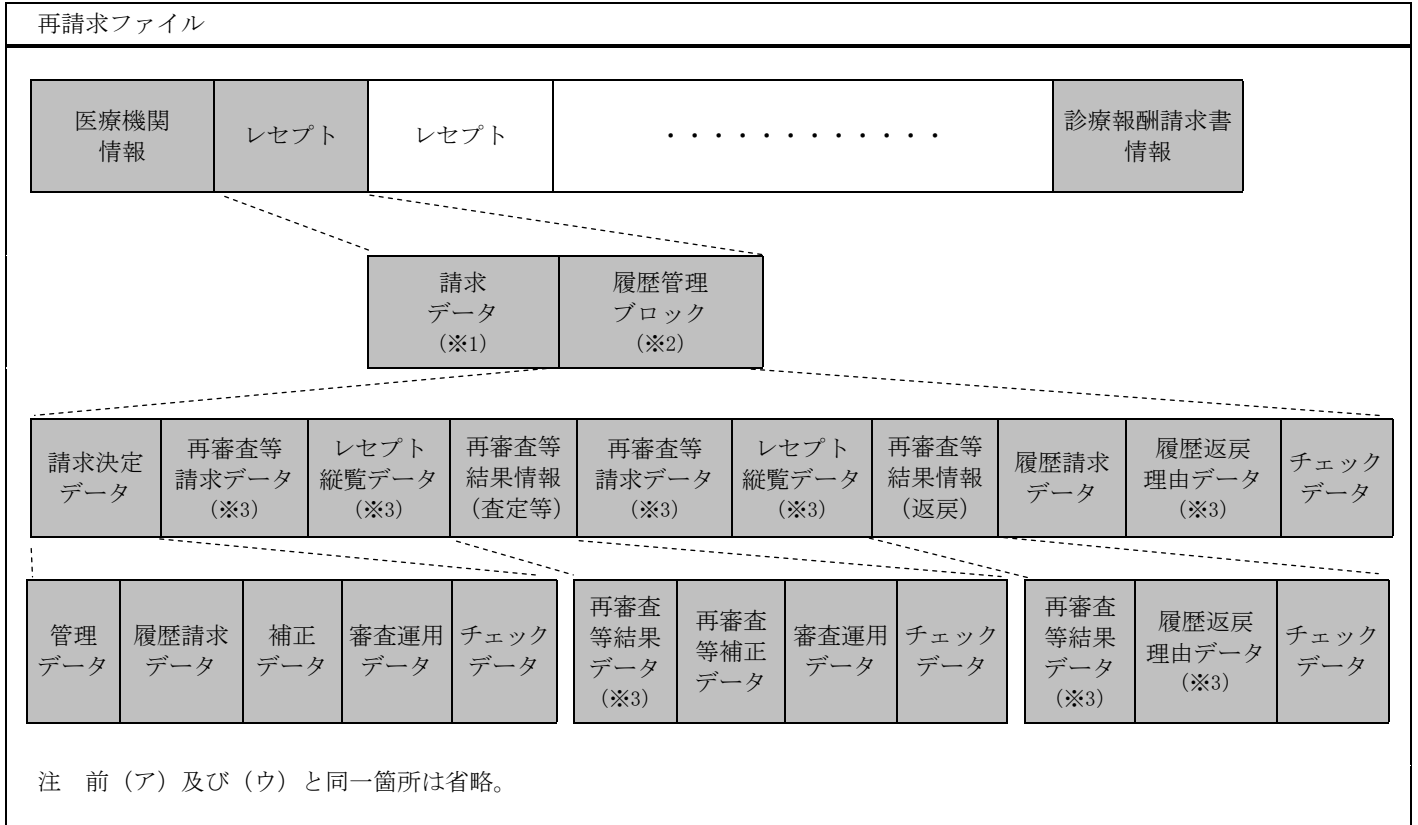 再請求ファイル
医療機関
情報
レセプト
レセプト
・・・・・・・・・・・・
診療報酬請求書
情報
請求
データ
(※1)
履歴管理
ブロック
(※2)
請求決定
データ
再審査等
請求データ
(※3)
レセプト
縦覧データ
(※3)
再審査等
結果情報
(査定等)
再審査等
請求データ
(※3)
レセプト
縦覧データ
(※3)
再審査等
結果情報
(返戻)
履歴請求
データ
履歴返戻
理由データ
(※3)
チェック
データ
管理
データ
履歴請求
データ
補正
データ
審査運用
データ
チェック
データ
再審査
等結果
データ
(※3)
再審査
等補正
データ
審査運用
データ
チェック
データ
再審査
等結果
データ
(※3)
履歴返戻
理由データ
(※3)
チェック
データ
注　前（ア）及び（ウ）と同一箇所は省略。